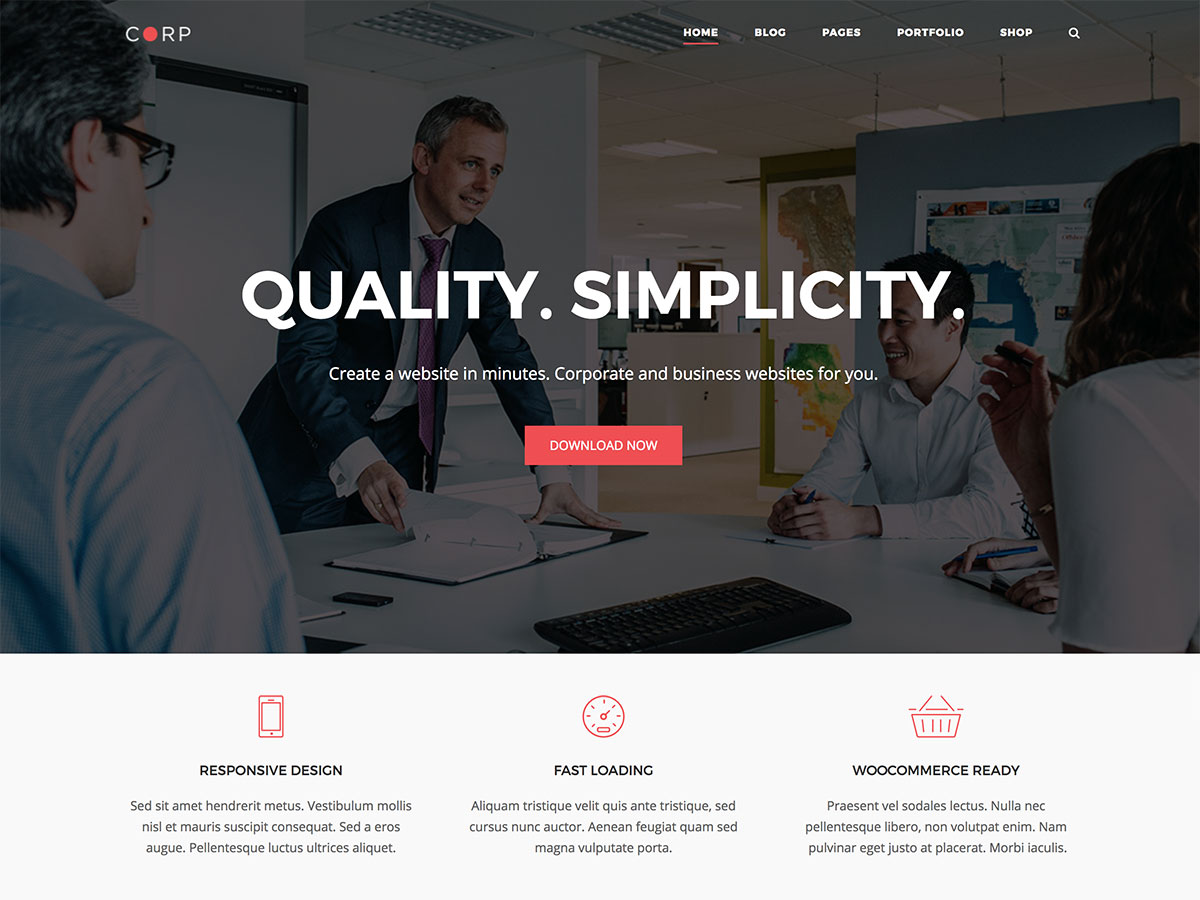 CORP
HOME BLOG PAGES PORTFOLIO SHOP
QUALITY. SIMPLICITY.
Create a website in minutes. Corporate and business websites for you.
DOWNLOAD NOW
RESPONSIVE DESIGN
Sed sit amet hendrerit metus. Vestibulum mollis
nisl et mauris suscipit consequat. Sed a eros
augue. Pellentesque luctus ultrices aliquet.
FAST LOADING
Aliquam tristique velit quis ante tristique, sed
cursus nunc auctor. Aenean feugiat quam sed
magna vulputate porta.
WOOCOMMERCE READY
Praesent vel sodales lectus. Nulla nec
pellentesque libero, non volutpat enim. Nam
pulvinar eget justo at placerat. Morbi iaculis.